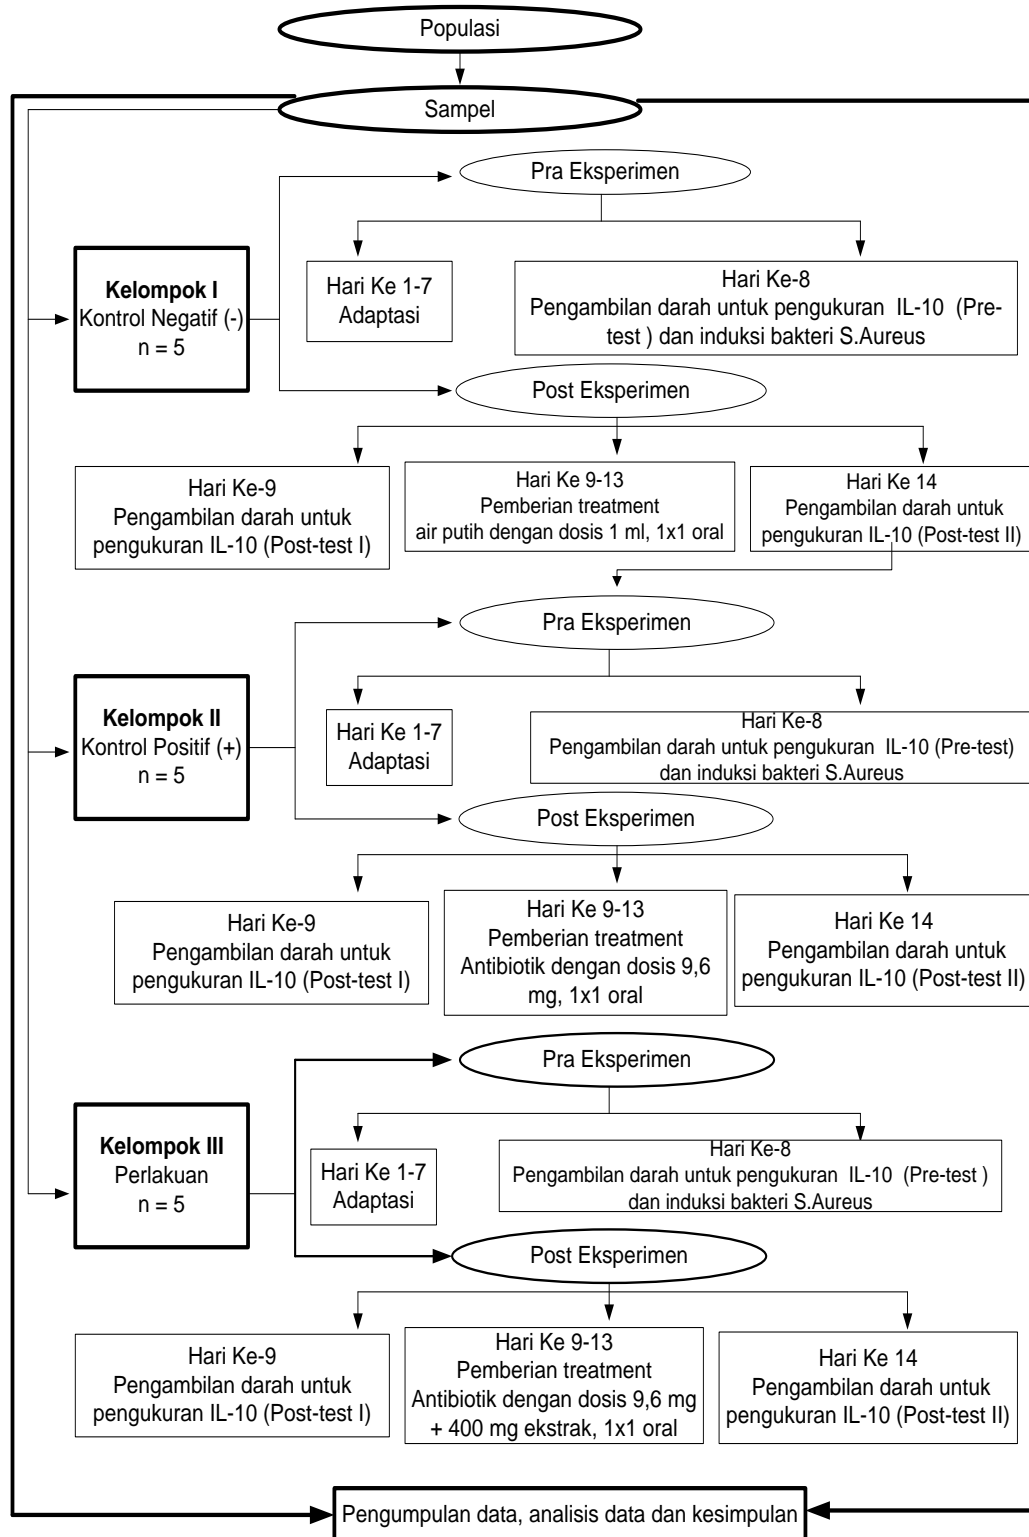 Populasi
Sampel
Pra Eksperimen
Kelompok I
Kontrol Negatif (-)
n = 5
Hari Ke 1-7
Adaptasi
Hari Ke-8
Pengambilan darah untuk pengukuran IL-10 (Pre-
test ) dan induksi bakteri S.Aureus
Post Eksperimen
Hari Ke-9
Pengambilan darah untuk
pengukuran IL-10 (Post-test I)
Hari Ke 9-13
Pemberian treatment
air putih dengan dosis 1 ml, 1x1 oral
Hari Ke 14
Pengambilan darah untuk
pengukuran IL-10 (Post-test II)
Pra Eksperimen
Kelompok II
Kontrol Positif (+)
n = 5
Hari Ke 1-7
Adaptasi
Hari Ke-8
Pengambilan darah untuk pengukuran IL-10 (Pre-test)
dan induksi bakteri S.Aureus
Post Eksperimen
Hari Ke-9
Pengambilan darah untuk
pengukuran IL-10 (Post-test I)
Hari Ke 9-13
Pemberian treatment
Antibiotik dengan dosis 9,6
mg, 1x1 oral
Hari Ke 14
Pengambilan darah untuk
pengukuran IL-10 (Post-test II)
Pra Eksperimen
Kelompok III
Perlakuan
n = 5
Hari Ke 1-7
Adaptasi
Hari Ke-8
Pengambilan darah untuk pengukuran IL-10 (Pre-test )
dan induksi bakteri S.Aureus
Post Eksperimen
Hari Ke-9
Pengambilan darah untuk
pengukuran IL-10 (Post-test I)
Hari Ke 9-13
Pemberian treatment
Antibiotik dengan dosis 9,6 mg
+ 400 mg ekstrak, 1x1 oral
Hari Ke 14
Pengambilan darah untuk
pengukuran IL-10 (Post-test II)
Pengumpulan data, analisis data dan kesimpulan